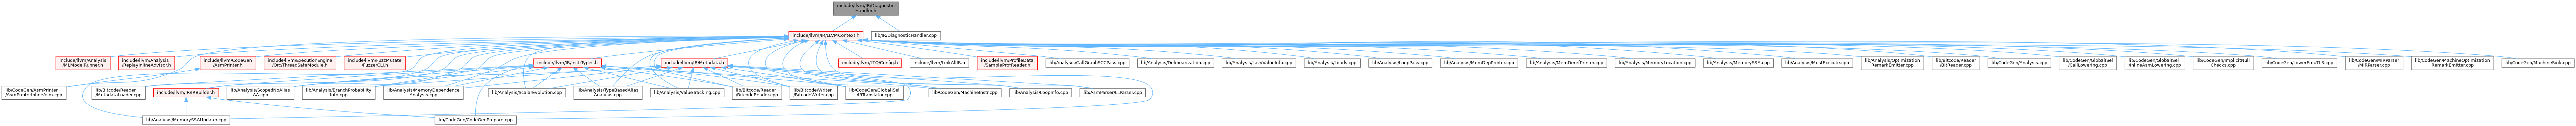 include/llvm/IR/Diagnostic
Handler.h
include/llvm/IR/LLVMContext.h
lib/IR/DiagnosticHandler.cpp
include/llvm/Analysis
/MLModelRunner.h
include/llvm/Analysis
/ReplayInlineAdvisor.h
include/llvm/CodeGen
/AsmPrinter.h
include/llvm/ExecutionEngine
/Orc/ThreadSafeModule.h
include/llvm/FuzzMutate
/FuzzerCLI.h
include/llvm/IR/InstrTypes.h
include/llvm/IR/Metadata.h
include/llvm/LTO/Config.h
include/llvm/LinkAllIR.h
include/llvm/ProfileData
/SampleProfReader.h
lib/Analysis/CallGraphSCCPass.cpp
lib/Analysis/Delinearization.cpp
lib/Analysis/LazyValueInfo.cpp
lib/Analysis/Loads.cpp
lib/Analysis/LoopPass.cpp
lib/Analysis/MemDepPrinter.cpp
lib/Analysis/MemDerefPrinter.cpp
lib/Analysis/MemoryLocation.cpp
lib/Analysis/MemorySSA.cpp
lib/Analysis/MustExecute.cpp
lib/Analysis/Optimization
RemarkEmitter.cpp
lib/Bitcode/Reader
/BitReader.cpp
lib/CodeGen/Analysis.cpp
lib/CodeGen/GlobalISel
/CallLowering.cpp
lib/CodeGen/GlobalISel
/InlineAsmLowering.cpp
lib/CodeGen/ImplicitNull
Checks.cpp
lib/CodeGen/LowerEmuTLS.cpp
lib/CodeGen/MIRParser
/MIRParser.cpp
lib/CodeGen/MachineOptimization
RemarkEmitter.cpp
lib/CodeGen/MachineSink.cpp
lib/CodeGen/AsmPrinter
/AsmPrinterInlineAsm.cpp
lib/Bitcode/Reader
/MetadataLoader.cpp
include/llvm/IR/IRBuilder.h
lib/Analysis/ScopedNoAlias
AA.cpp
lib/Analysis/BranchProbability
Info.cpp
lib/Analysis/MemoryDependence
Analysis.cpp
lib/Analysis/ScalarEvolution.cpp
lib/Analysis/TypeBasedAlias
Analysis.cpp
lib/Analysis/ValueTracking.cpp
lib/Bitcode/Reader
/BitcodeReader.cpp
lib/Bitcode/Writer
/BitcodeWriter.cpp
lib/CodeGen/GlobalISel
/IRTranslator.cpp
lib/CodeGen/MachineInstr.cpp
lib/Analysis/LoopInfo.cpp
lib/AsmParser/LLParser.cpp
lib/Analysis/MemorySSAUpdater.cpp
lib/CodeGen/CodeGenPrepare.cpp